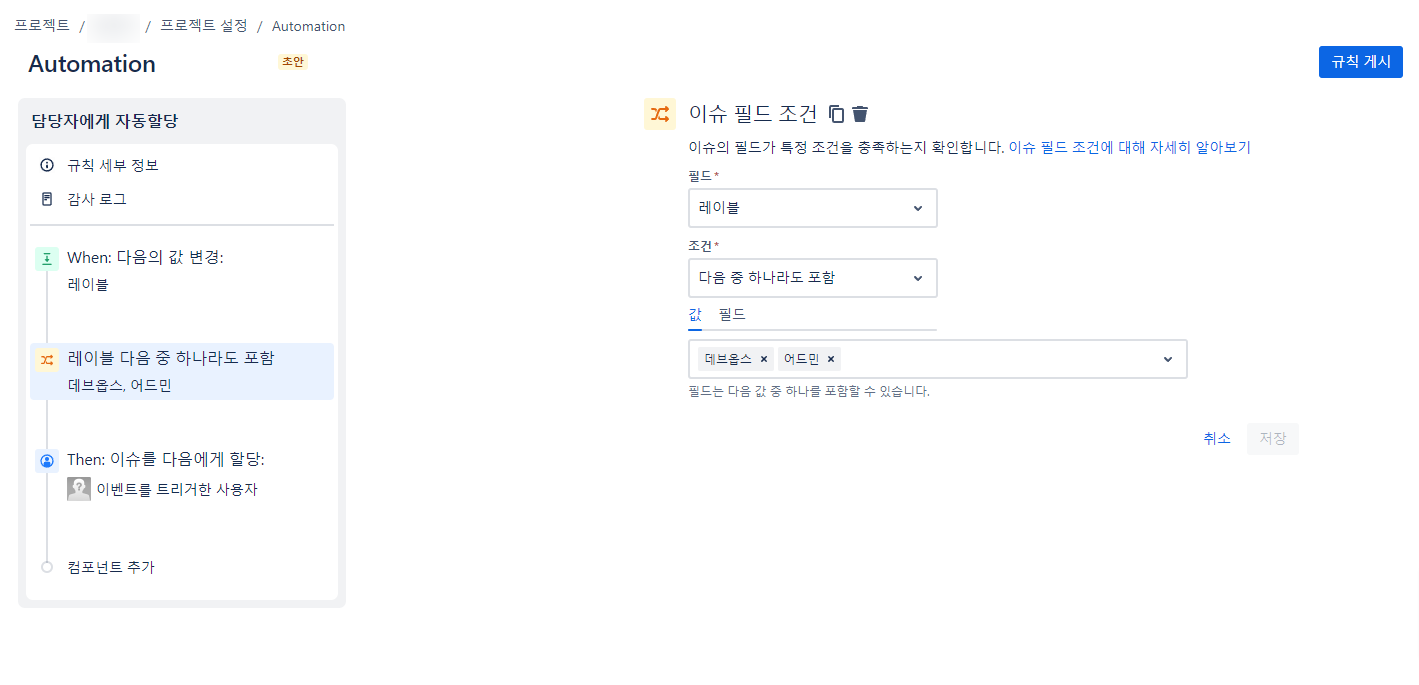 프로젝트 / / 프로젝트 설정 / Automation
Automation 초안
규칙 게시
담당자에게 자동할당
규칙 세부 정보
감사 로그
When: 다음의 값 변경:
레이블
레이블 다음 중 하나라도 포함
데브옵스, 어드민
Then: 이슈를 다음에게 할당:
이벤트를 트리거한 사용자
컴포넌트 추가
이슈 필드 조건
이슈의 필드가 특정 조건을 충족하는지 확인합니다. 이슈 필드 조건에 대해 자세히 알아보기
필드*
레이블
조건*
다음 중 하나라도 포함
값 필드
데브옵스 × 어드민 ×
필드는 다음 값 중 하나를 포함할 수 있습니다.
취소 저장